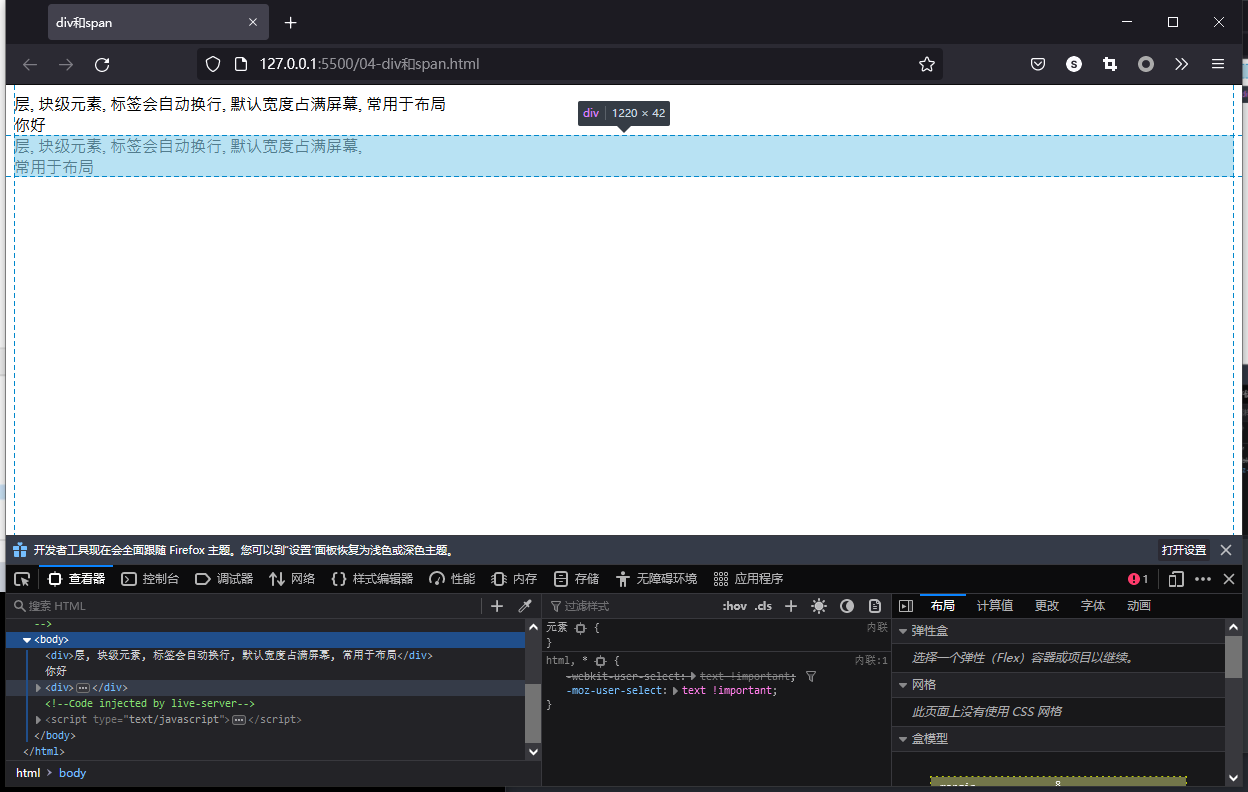 div和span
127.0.0.1:5500/04-div和span.html
层, 块级元素, 标签会自动换行, 默认宽度占满屏幕, 常用于布局
你好
div 1220 × 42
层, 块级元素, 标签会自动换行, 默认宽度占满屏幕,
常用于布局
开发者工具现在会全面跟随 Firefox 主题。您可以到“设置”面板恢复为浅色或深色主题。 打开设置
查看器 控制台 调试器 网络 样式编辑器 性能 内存 存储 无障碍环境 应用程序 1
搜索 HTML
-->
<body>
<div>层, 块级元素, 标签会自动换行, 默认宽度占满屏幕, 常用于布局</div>
你好
<div></div>
<!--Code injected by live-server-->
<script type="text/javascript"></script>
</body>
</html>
html > body
过滤样式 :hov .cls
元素 { 内联
}
html, * { 内联:1
-webkit-user-select: text !important;
-moz-user-select: text !important;
}
布局 计算值 更改 字体 动画
弹性盒
选择一个弹性（Flex）容器或项目以继续。
网格
此页面上没有使用 CSS 网格
盒模型